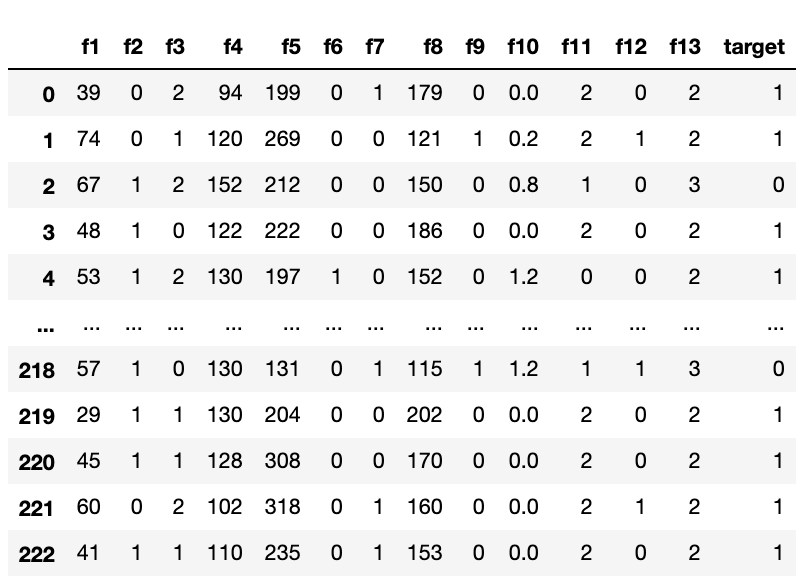 f1 f2 f3 f4 f5 f6 f7 f8 f9 f10 f11 f12 f13 target
0 39 0 2 94 199 0 1 179 0 0.0 2 0 2 1
1 74 0 1 120 269 0 0 121 1 0.2 2 1 2 1
2 67 1 2 152 212 0 0 150 0 0.8 1 0 3 0
3 48 1 0 122 222 0 0 186 0 0.0 2 0 2 1
4 53 1 2 130 197 1 0 152 0 1.2 0 0 2 1
... ... ... ... ... ... ... ... ... ... ... ... ... ... ...
218 57 1 0 130 131 0 1 115 1 1.2 1 1 3 0
219 29 1 1 130 204 0 0 202 0 0.0 2 0 2 1
220 45 1 1 128 308 0 0 170 0 0.0 2 0 2 1
221 60 0 2 102 318 0 1 160 0 0.0 2 1 2 1
222 41 1 1 110 235 0 1 153 0 0.0 2 0 2 1